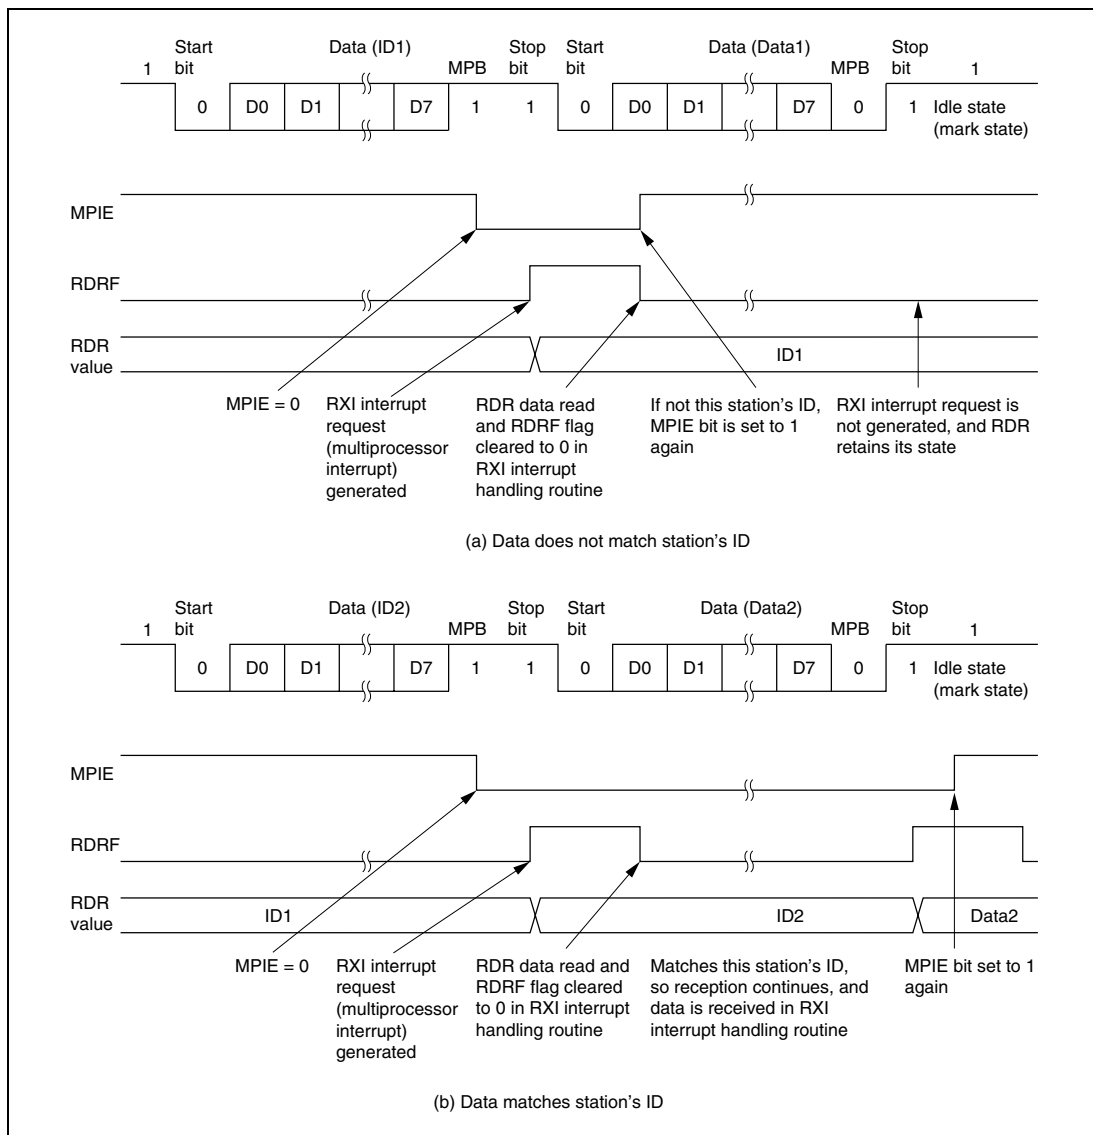 Start bit Data (ID1) Stop bit Start bit Data (Data1) Stop bit
1 MPB MPB 1
0 D0 D1 D7 1 1 0 D0 D1 D7 0 1 Idle state (mark state)
MPIE
RDRF
RDR value
ID1
MPIE = 0
RXI interrupt
request
(multiprocessor
interrupt)
generated
RDR data read
and RDRF flag
cleared to 0 in
RXI interrupt
handling routine
If not this station's ID,
MPIE bit is set to 1
again
RXI interrupt request is
not generated, and RDR
retains its state
(a) Data does not match station's ID
Start bit Data (ID2) Stop bit Start bit Data (Data2) Stop bit
1 MPB MPB 1
0 D0 D1 D7 1 1 0 D0 D1 D7 0 1 Idle state (mark state)
MPIE
RDRF
RDR value
ID1 ID2 Data2
MPIE = 0
RXI interrupt
request
(multiprocessor
interrupt)
generated
RDR data read and
RDRF flag cleared
to 0 in RXI interrupt
handling routine
Matches this station's ID,
so reception continues, and
data is received in RXI
interrupt handling routine
MPIE bit set to 1
again
(b) Data matches station's ID